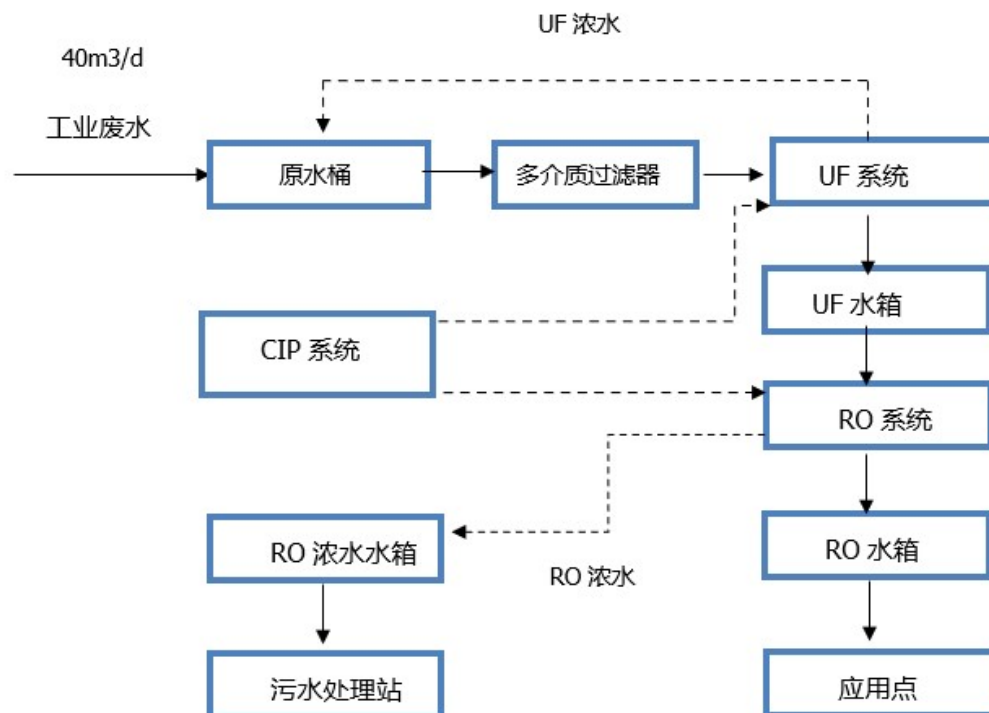 UF 浓水
40m3/d
工业废水
原水桶
多介质过滤器
UF 系统
UF 水箱
CIP 系统
RO 系统
RO 浓水水箱
RO 浓水
RO 水箱
污水处理站
应用点